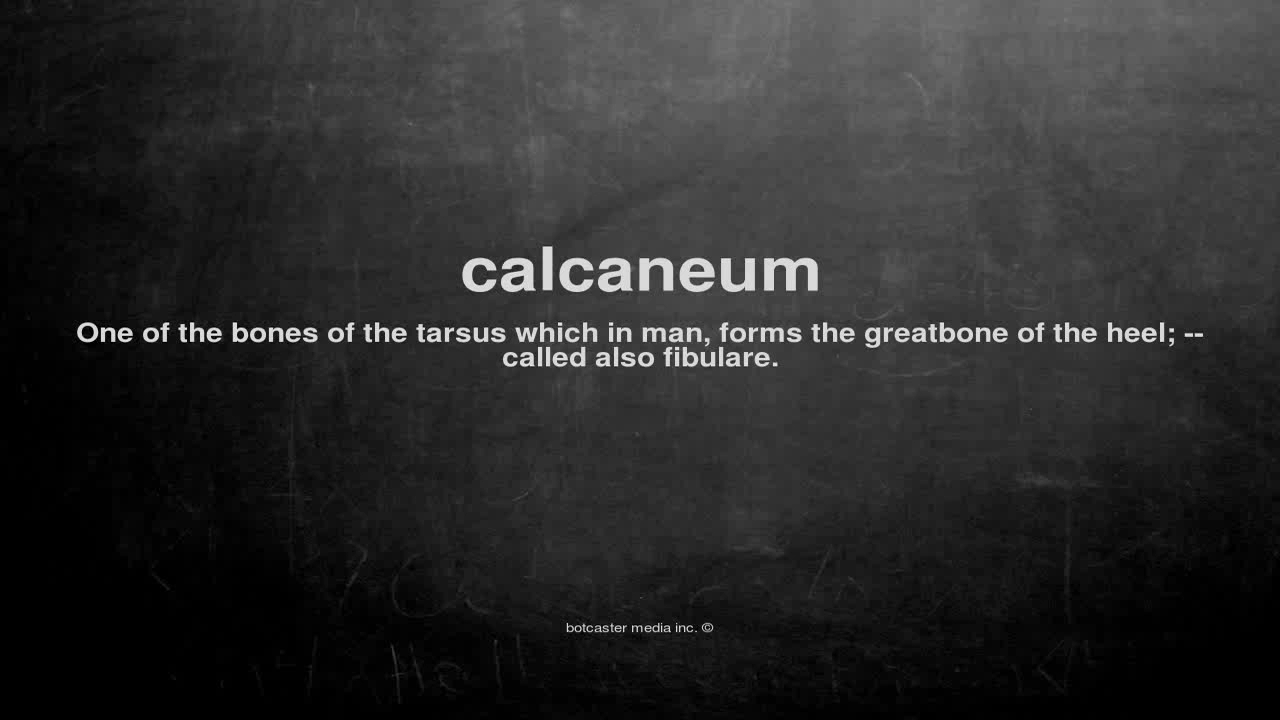 calcaneum
One of the bones of the tarsus which in man, forms the greatbone of the heel; --
called also fibulare.
botcaster media inc. ©